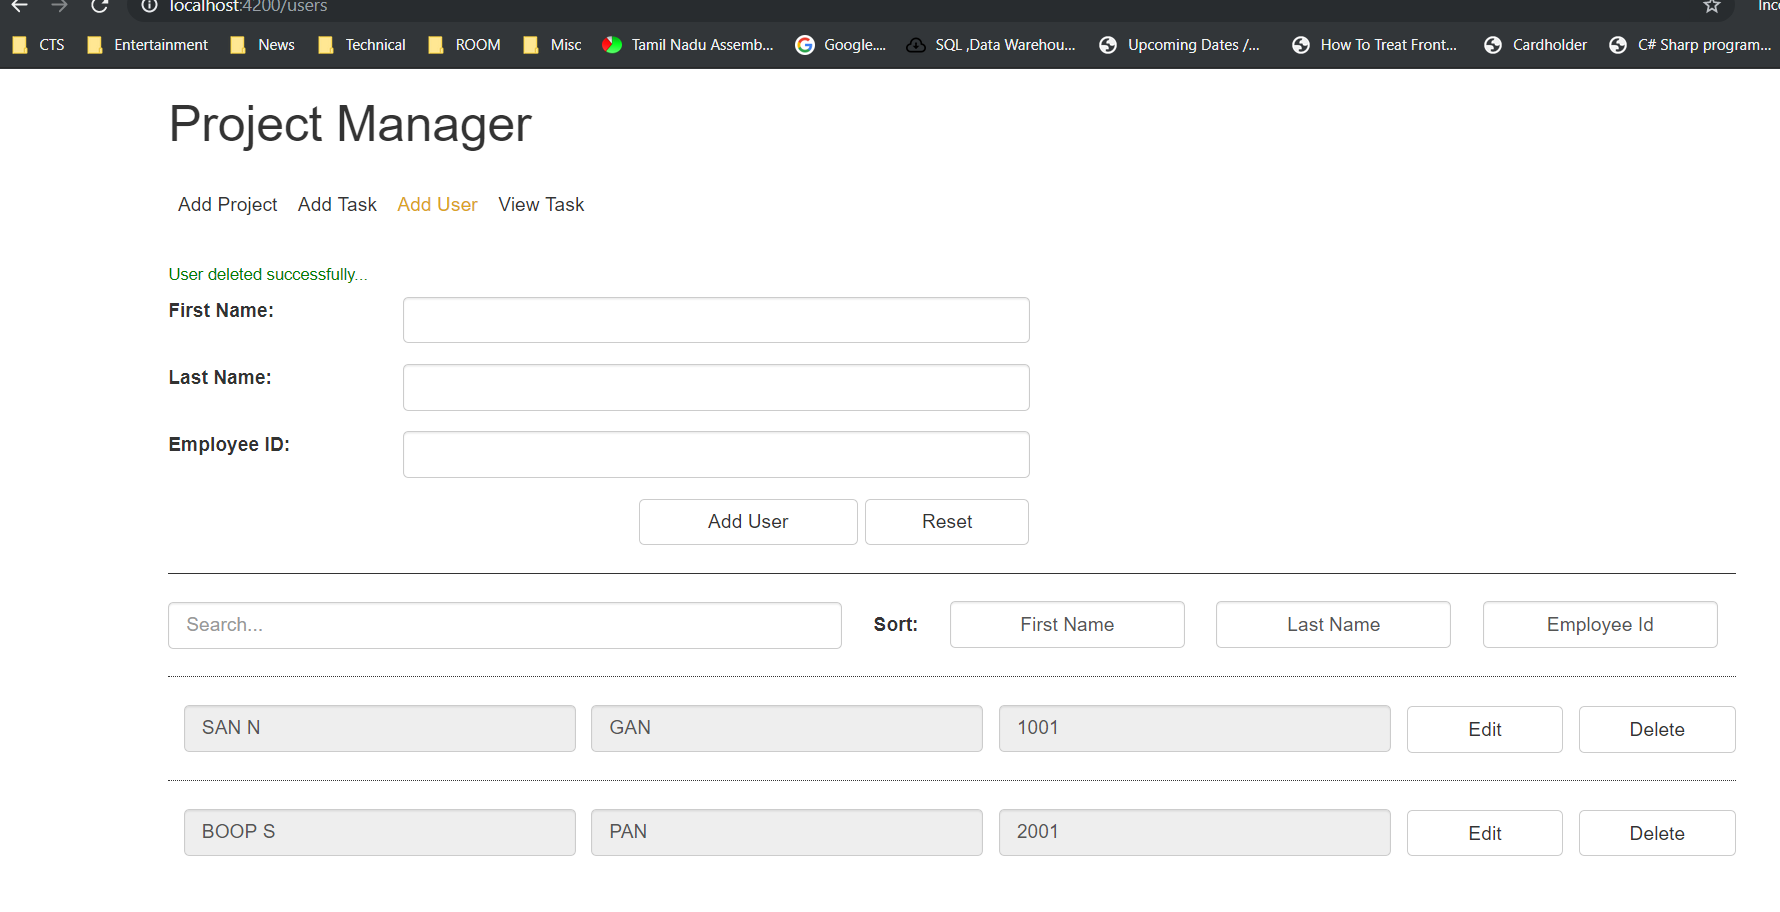 localhost:4200/users
CTS Entertainment News Technical ROOM Misc Tamil Nadu Assemb... Google.... SQL ,Data Warehou... Upcoming Dates /... How To Treat Front... Cardholder C# Sharp program...
Project Manager
Add Project Add Task Add User View Task
User deleted successfully...
First Name:
Last Name:
Employee ID:
Add User Reset
Search... Sort: First Name Last Name Employee Id
SAN N GAN 1001 Edit Delete
BOOP S PAN 2001 Edit Delete